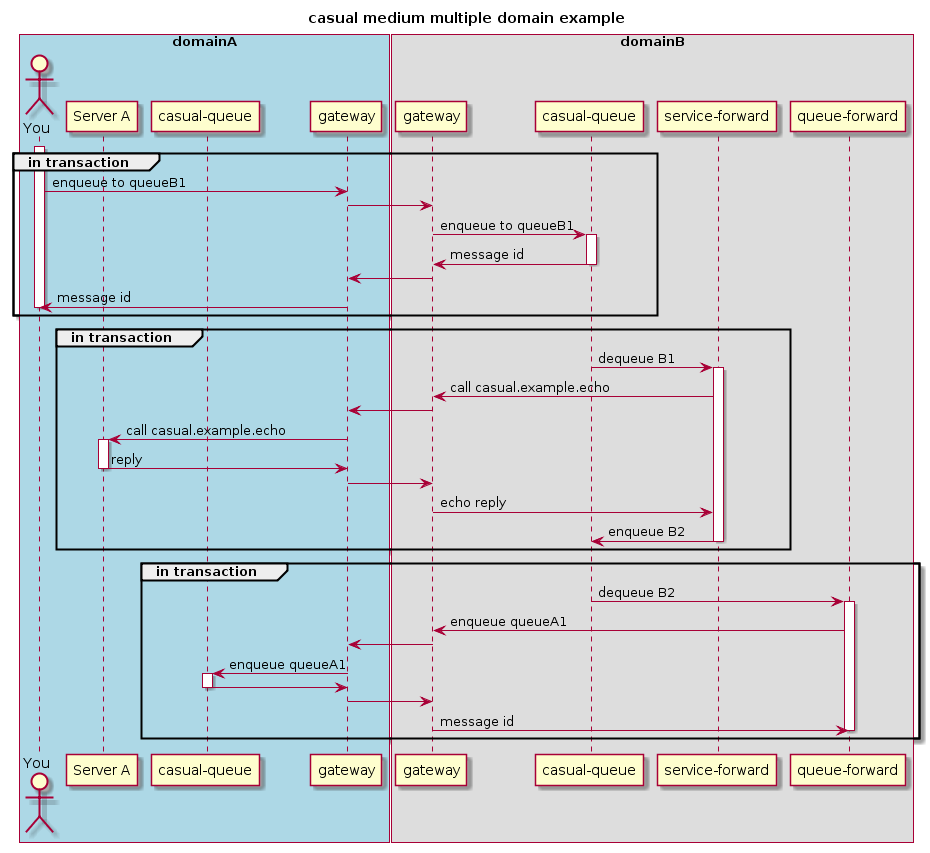 casual medium multiple domain example
domainA
domainB
You
Server A
casual-queue
gateway
gateway
casual-queue
service-forward
queue-forward
in transaction
enqueue to queueB1
enqueue to queueB1
message id
message id
in transaction
dequeue B1
call casual.example.echo
call casual.example.echo
reply
echo reply
enqueue B2
in transaction
dequeue B2
enqueue queueA1
enqueue queueA1
message id
You
Server A
casual-queue
gateway
gateway
casual-queue
service-forward
queue-forward